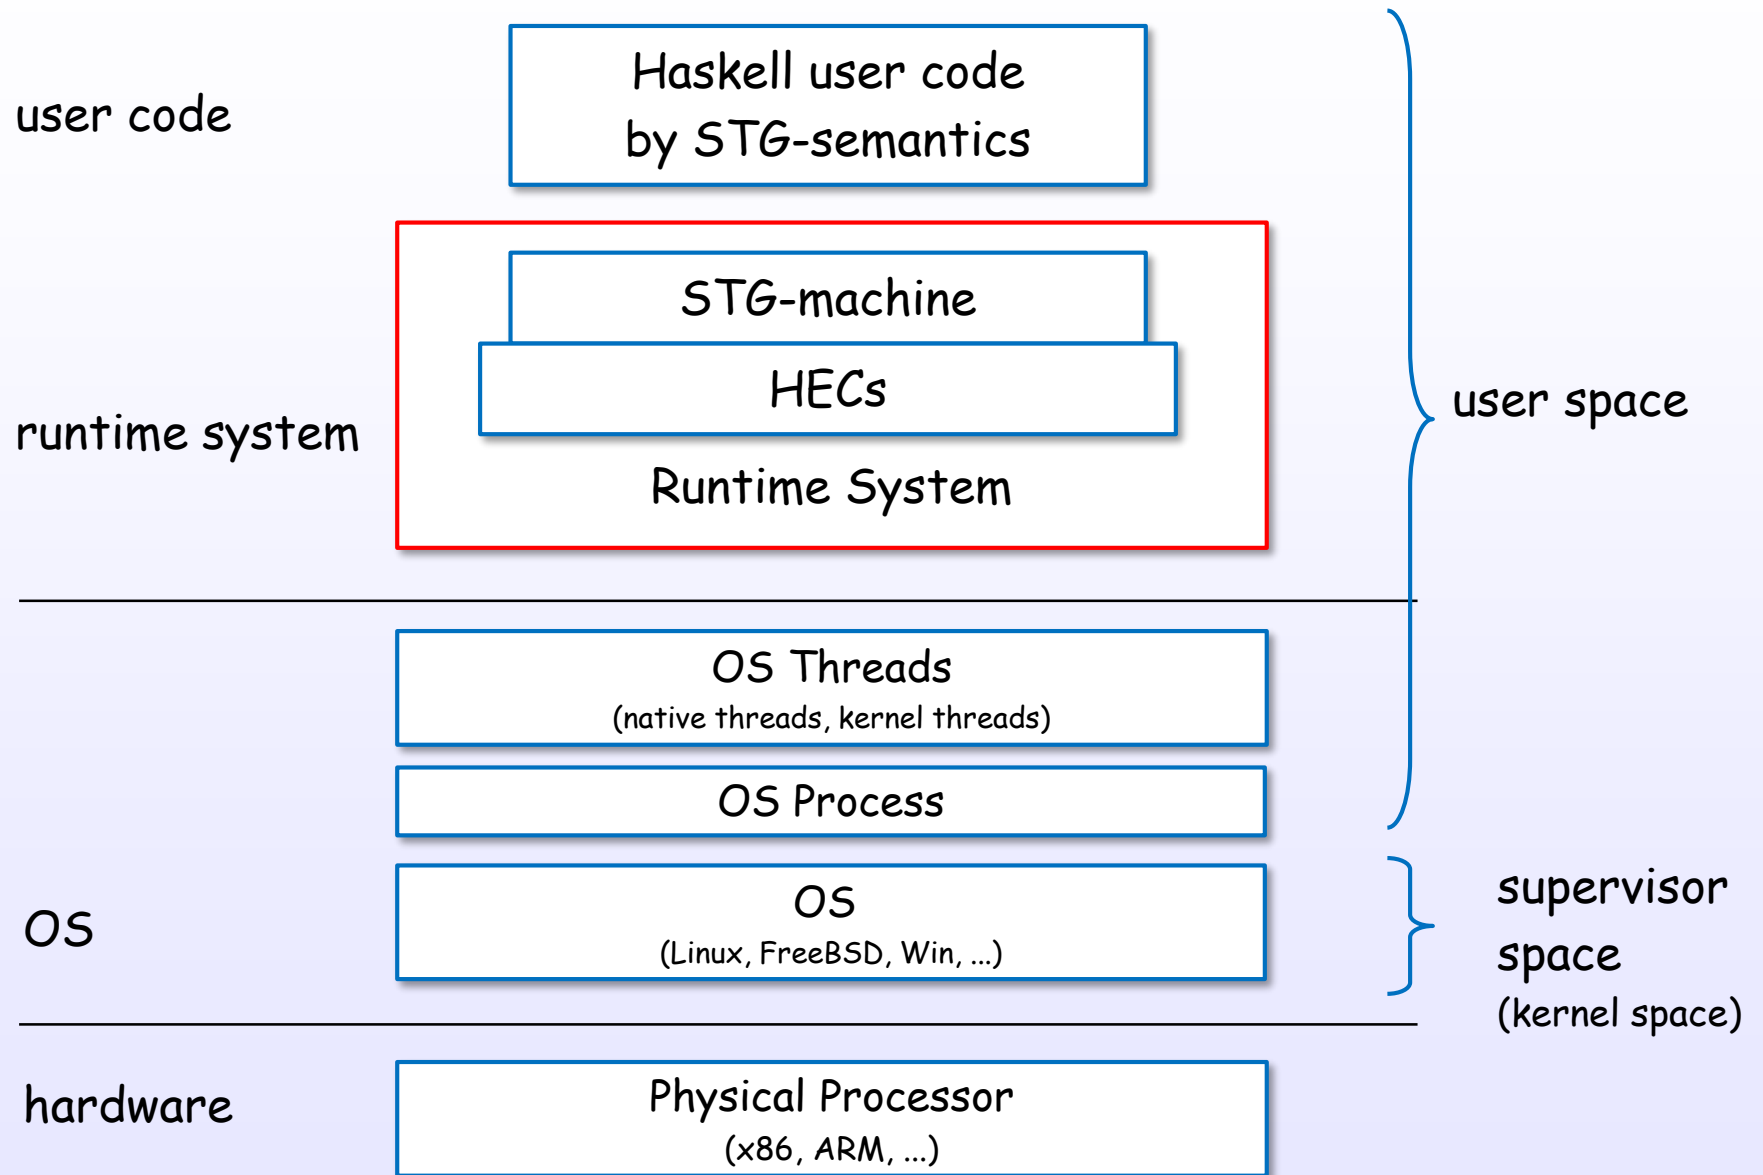 user code
Haskell user code
by STG-semantics
STG-machine
HECs
runtime system
Runtime System
user space
OS Threads
(native threads, kernel threads)
OS Process
OS
OS
(Linux, FreeBSD, Win, ...)
supervisor
space
(kernel space)
hardware
Physical Processor
(x86, ARM, ...)